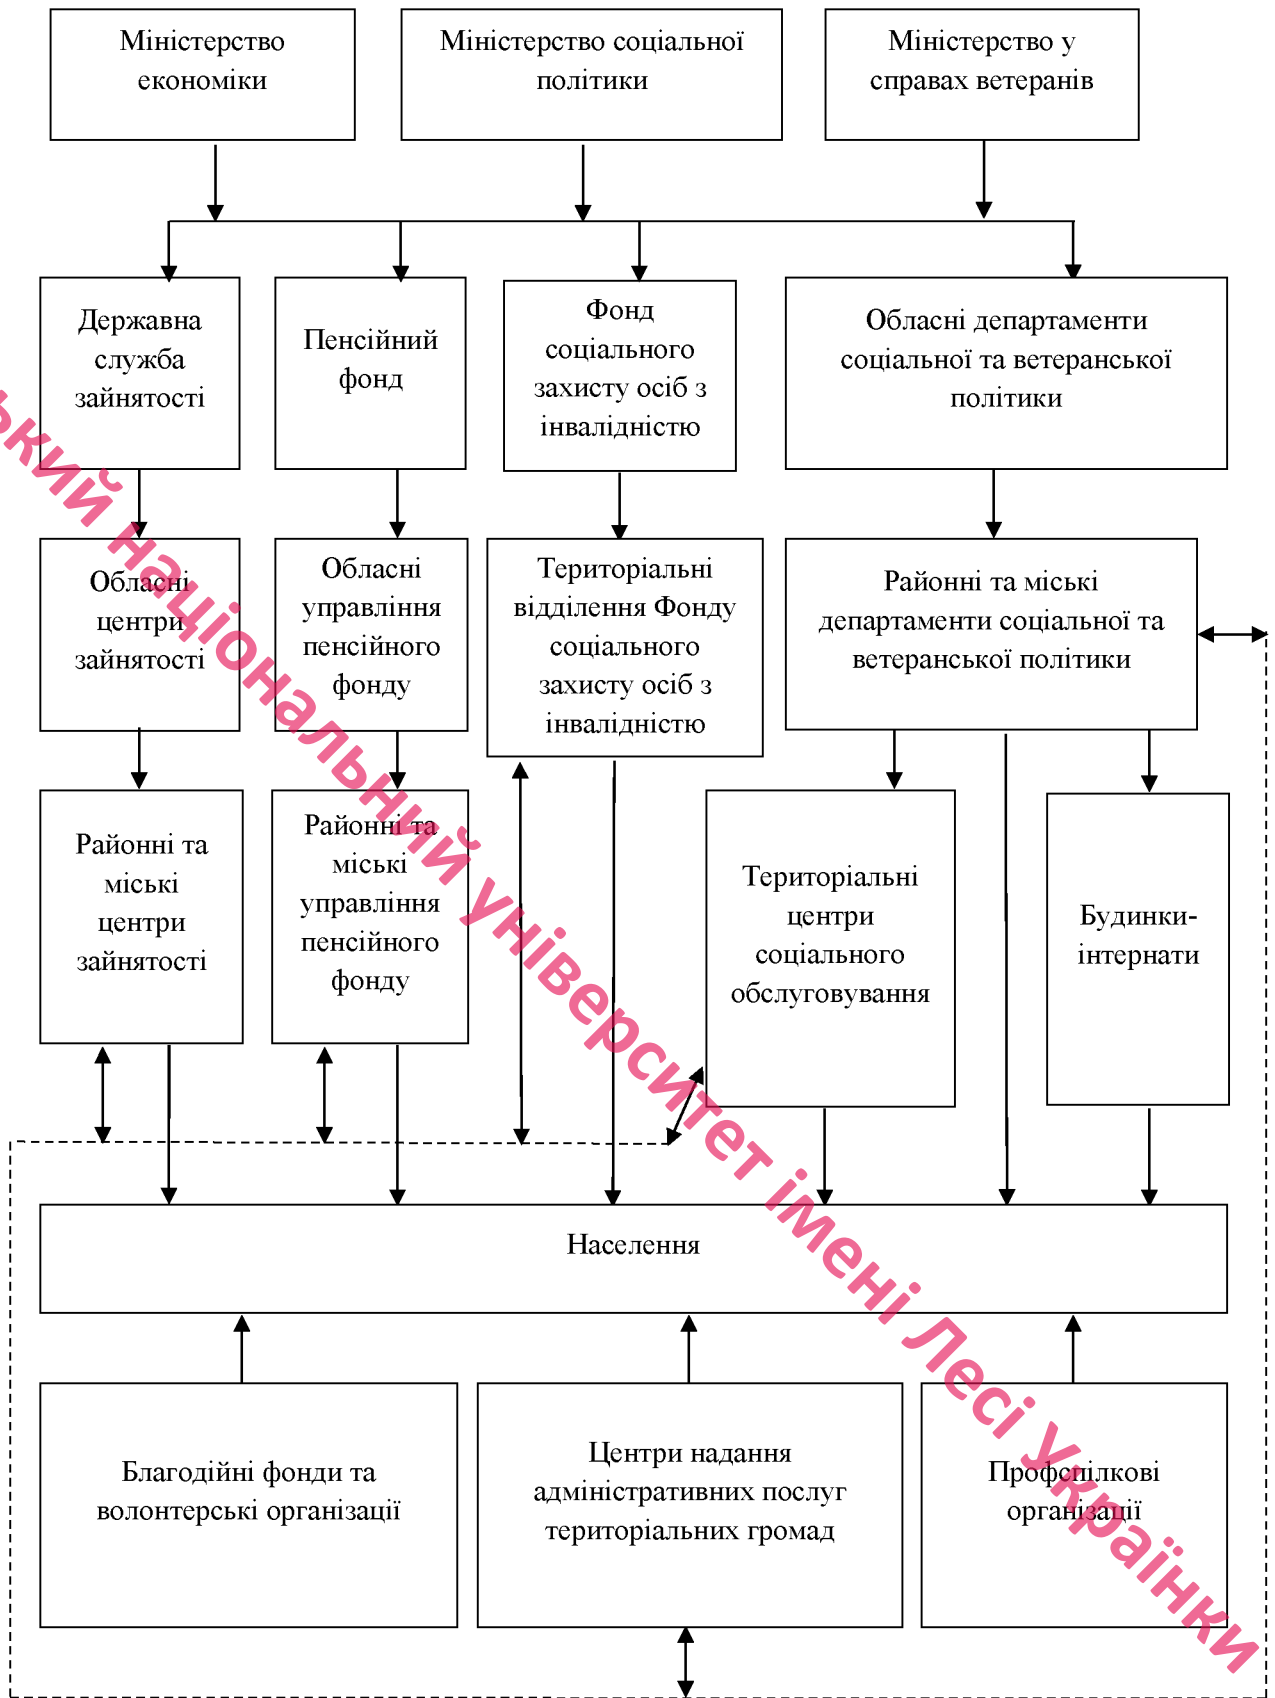 Міністерство
економіки
Міністерство соціальної
політики
Міністерство у
справах ветеранів
Державна
служба
зайнятості
Пенсійний
фонд
Фонд
соціального
захисту осіб з
інвалідністю
Обласні департаменти
соціальної та ветеранської
політики
Обласні
центри
зайнятості
Обласні
управління
пенсійного
фонду
Територіальні
відділення Фонду
соціального
захисту осіб з
інвалідністю
Районні та міські
департаменти соціальної та
ветеранської політики
Районні та
міські
центри
зайнятості
Районні та
міські
управління
пенсійного
фонду
Територіальні
центри
соціального
обслуговування
Будинки-
інтернати
Населення
Благодійні фонди та
волонтерські організації
Центри надання
адміністративних послуг
територіальних громад
Профспілкові
організації
національний університет імені Лесі Українки